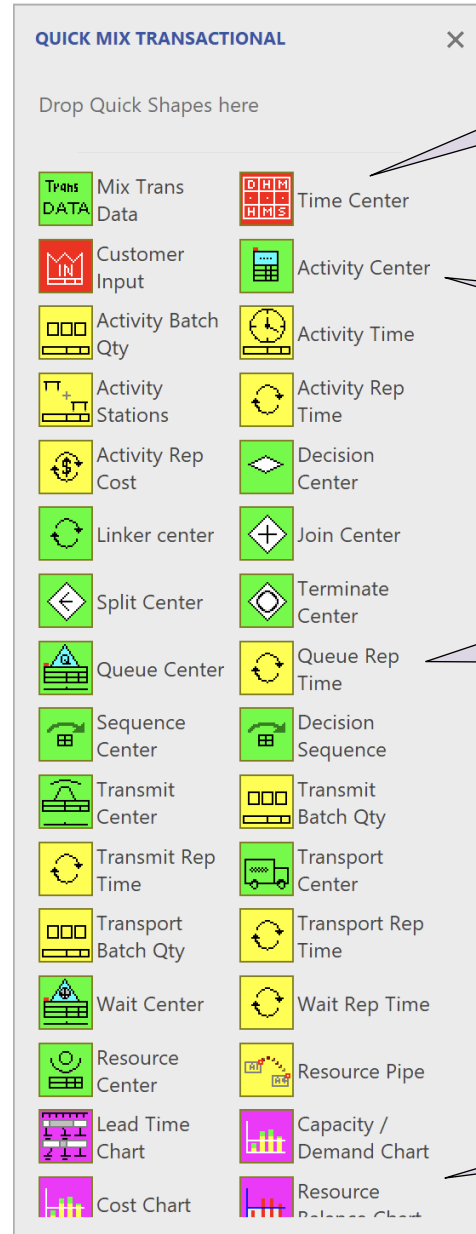 QUICK MIX TRANSACTIONAL
Drop Quick Shapes here
Trans
DATA
Mix Trans
Data
D H M
H M S
Time Center
IN
Customer
Input
Activity Center
Activity Batch
Qty
Activity Time
Activity
Stations
Activity Rep
Time
$
Activity Rep
Cost
Decision
Center
Linker center
Join Center
Split Center
Terminate
Center
Q
Queue Center
Queue Rep
Time
Sequence
Center
Decision
Sequence
Transmit
Center
Transmit
Batch Qty
Transmit Rep
Time
Transport
Center
Transport
Batch Qty
Transport Rep
Time
Wait Center
Wait Rep Time
Resource
Center
Resource Pipe
Lead Time
Chart
Capacity /
Demand Chart
Cost Chart
Resource
Balance Chart